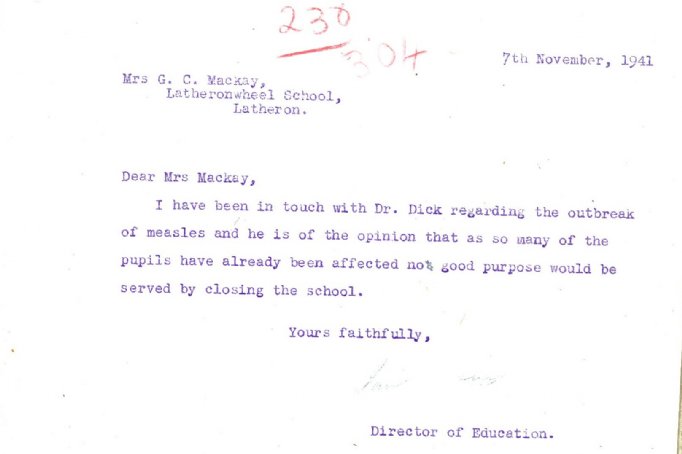 230
304
7th November, 1941
Mrs G. C. Mackay,
Latheronwheel School,
Latheron.
Dear Mrs Mackay,
I have been in touch with Dr. Dick regarding the outbreak
of measles and he is of the opinion that as so many of the
pupils have already been affected not good purpose would be
served by closing the school.
Yours faithfully,
Director of Education.